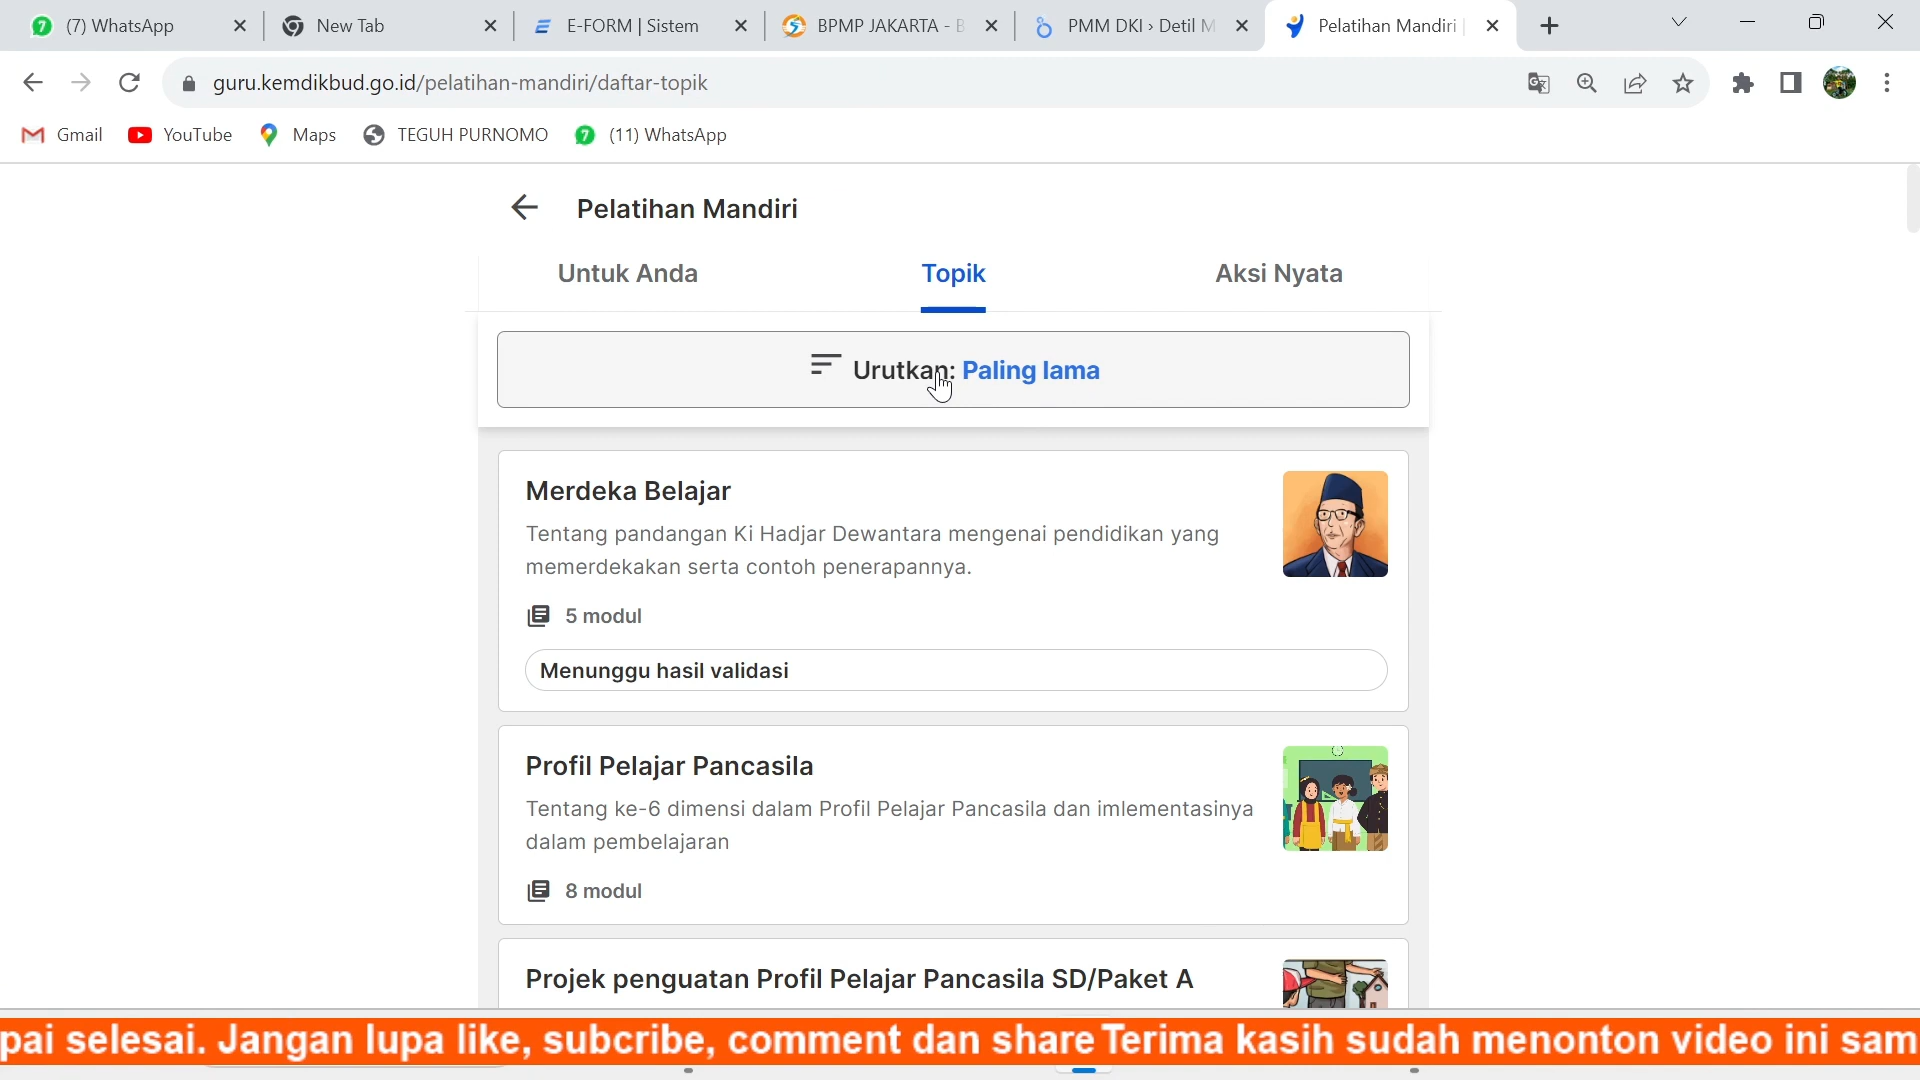 (7) WhatsApp
New Tab
E-FORM | Sistem
BPMP JAKARTA - B
PMM DKI › Detil M
Pelatihan Mandiri |
guru.kemdikbud.go.id/pelatihan-mandiri/daftar-topik
Gmail
YouTube
Maps
TEGUH PURNOMO
(11) WhatsApp
Pelatihan Mandiri
Untuk Anda
Topik
Aksi Nyata
Urutkan: Paling lama
Merdeka Belajar
Tentang pandangan Ki Hadjar Dewantara mengenai pendidikan yang
memerdekakan serta contoh penerapannya.
5 modul
Menunggu hasil validasi
Profil Pelajar Pancasila
Tentang ke-6 dimensi dalam Profil Pelajar Pancasila dan imlementasinya
dalam pembelajaran
8 modul
Projek penguatan Profil Pelajar Pancasila SD/Paket A
pai selesai. Jangan lupa like, subcribe, comment dan share Terima kasih sudah menonton video ini sam